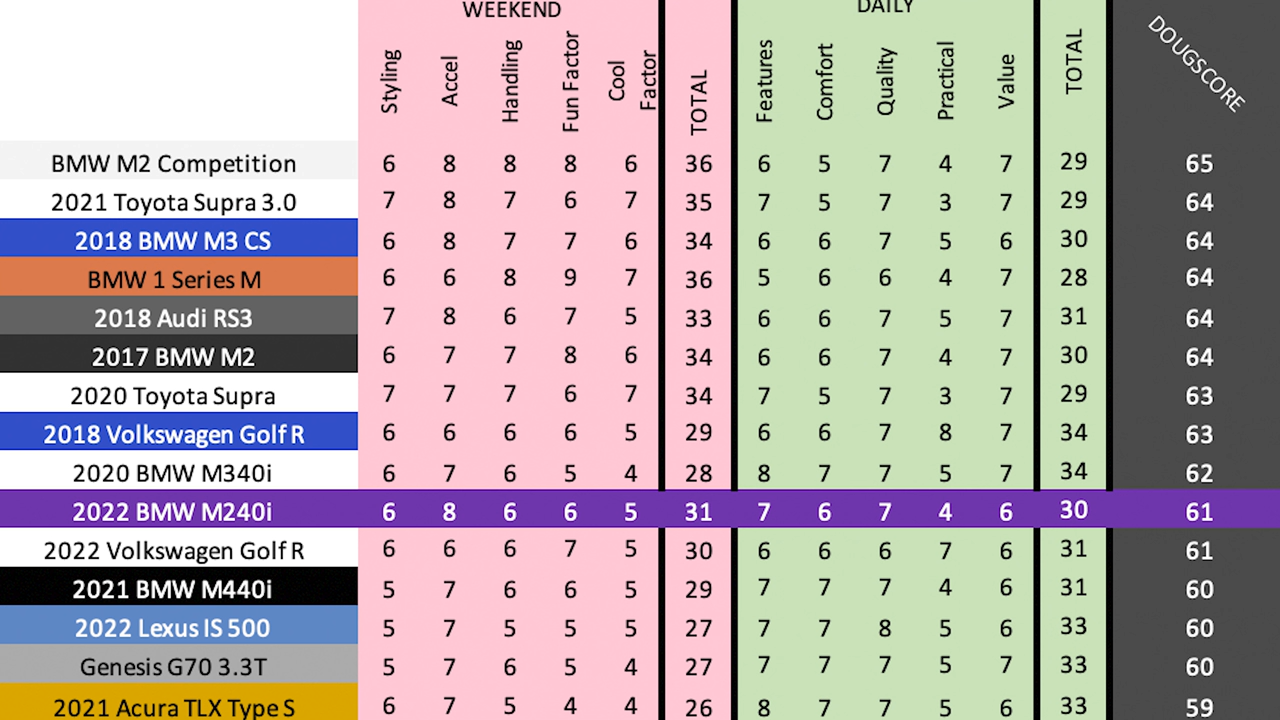 WEEKEND DAILY
Styling Accel Handling Fun Factor Cool Factor TOTAL Features Comfort Quality Practical Value TOTAL DOUGSCORE
BMW M2 Competition 6 8 8 8 6 36 6 5 7 4 7 29 65
2021 Toyota Supra 3.0 7 8 7 6 7 35 7 5 7 3 7 29 64
2018 BMW M3 CS 6 8 7 7 6 34 6 6 7 5 6 30 64
BMW 1 Series M 6 6 8 9 7 36 5 6 6 4 7 28 64
2018 Audi RS3 7 8 6 7 5 33 6 6 7 5 7 31 64
2017 BMW M2 6 7 7 8 6 34 6 6 7 4 7 30 64
2020 Toyota Supra 7 7 7 6 7 34 7 5 7 3 7 29 63
2018 Volkswagen Golf R 6 6 6 6 5 29 6 6 7 8 7 34 63
2020 BMW M340i 6 7 6 5 4 28 8 7 7 5 7 34 62
2022 BMW M240i 6 8 6 6 5 31 7 6 7 4 6 30 61
2022 Volkswagen Golf R 6 6 6 7 5 30 6 6 6 7 6 31 61
2021 BMW M440i 5 7 6 6 5 29 7 7 7 4 6 31 60
2022 Lexus IS 500 5 7 5 5 5 27 7 7 8 5 6 33 60
Genesis G70 3.3T 5 7 6 5 4 27 7 7 7 5 7 33 60
2021 Acura TLX Type S 6 7 5 4 4 26 8 7 7 5 6 33 59